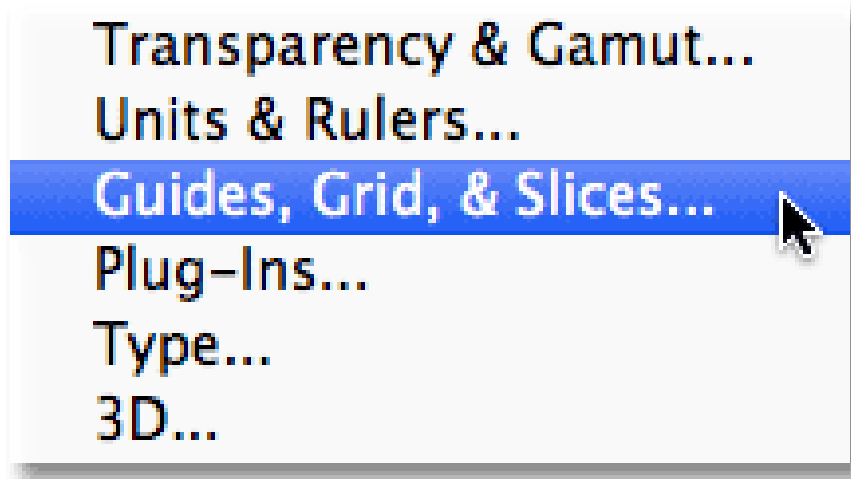 Transparency & Gamut...
Units & Rulers...
Guides, Grid, & Slices...
Plug-Ins...
Type...
3D...